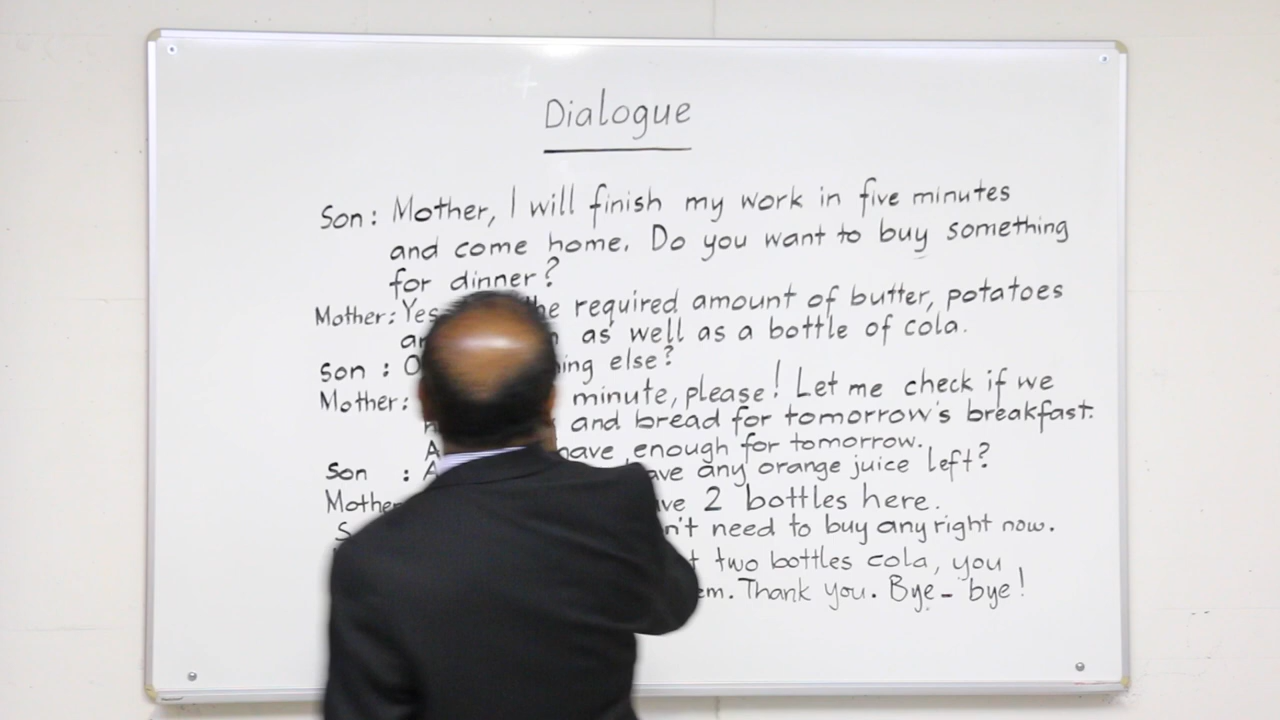 Dialogue
Son: Mother, I will finish my work in five minutes
and come home. Do you want to buy something
for dinner?
Mother: Yes the required amount of butter, potatoes
as well as a bottle of cola.
Son : else?
Mother: minute, please! Let me check if we
and bread for tomorrow's breakfast.
have enough for tomorrow.
Son : any orange juice left?
Mother 2 bottles here.
need to buy any right now.
two bottles cola, you
Thank you. Bye-bye!